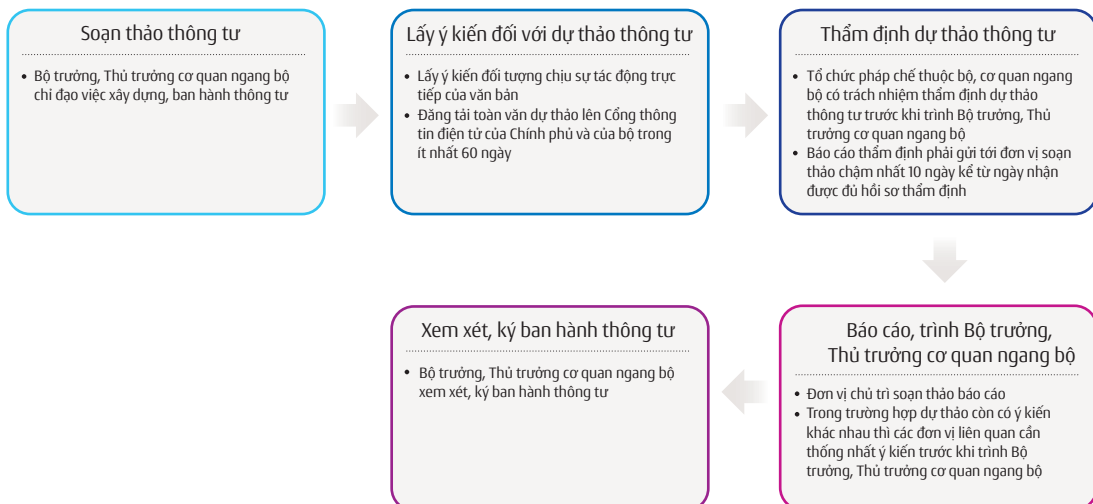 Soạn thảo thông tư
• Bộ trưởng, Thủ trưởng cơ quan ngang bộ
chỉ đạo việc xây dựng, ban hành thông tư
Lấy ý kiến đối với dự thảo thông tư
• Lấy ý kiến đối tượng chịu sự tác động trực
tiếp của văn bản
• Đăng tải toàn văn dự thảo lên Cổng thông
tin điện tử của Chính phủ và của bộ trong
ít nhất 60 ngày
Thẩm định dự thảo thông tư
• Tổ chức pháp chế thuộc bộ, cơ quan ngang
bộ có trách nhiệm thẩm định dự thảo
thông tư trước khi trình Bộ trưởng, Thủ
trưởng cơ quan ngang bộ
• Báo cáo thẩm định phải gửi tới đơn vị soạn
thảo chậm nhất 10 ngày kể từ ngày nhận
được đủ hồi sơ thẩm định
Báo cáo, trình Bộ trưởng,
Thủ trưởng cơ quan ngang bộ
• Đơn vị chủ trì soạn thảo báo cáo
• Trong trường hợp dự thảo còn có ý kiến
khác nhau thì các đơn vị liên quan cần
thống nhất ý kiến trước khi trình Bộ
trưởng, Thủ trưởng cơ quan ngang bộ
Xem xét, ký ban hành thông tư
• Bộ trưởng, Thủ trưởng cơ quan ngang bộ
xem xét, ký ban hành thông tư